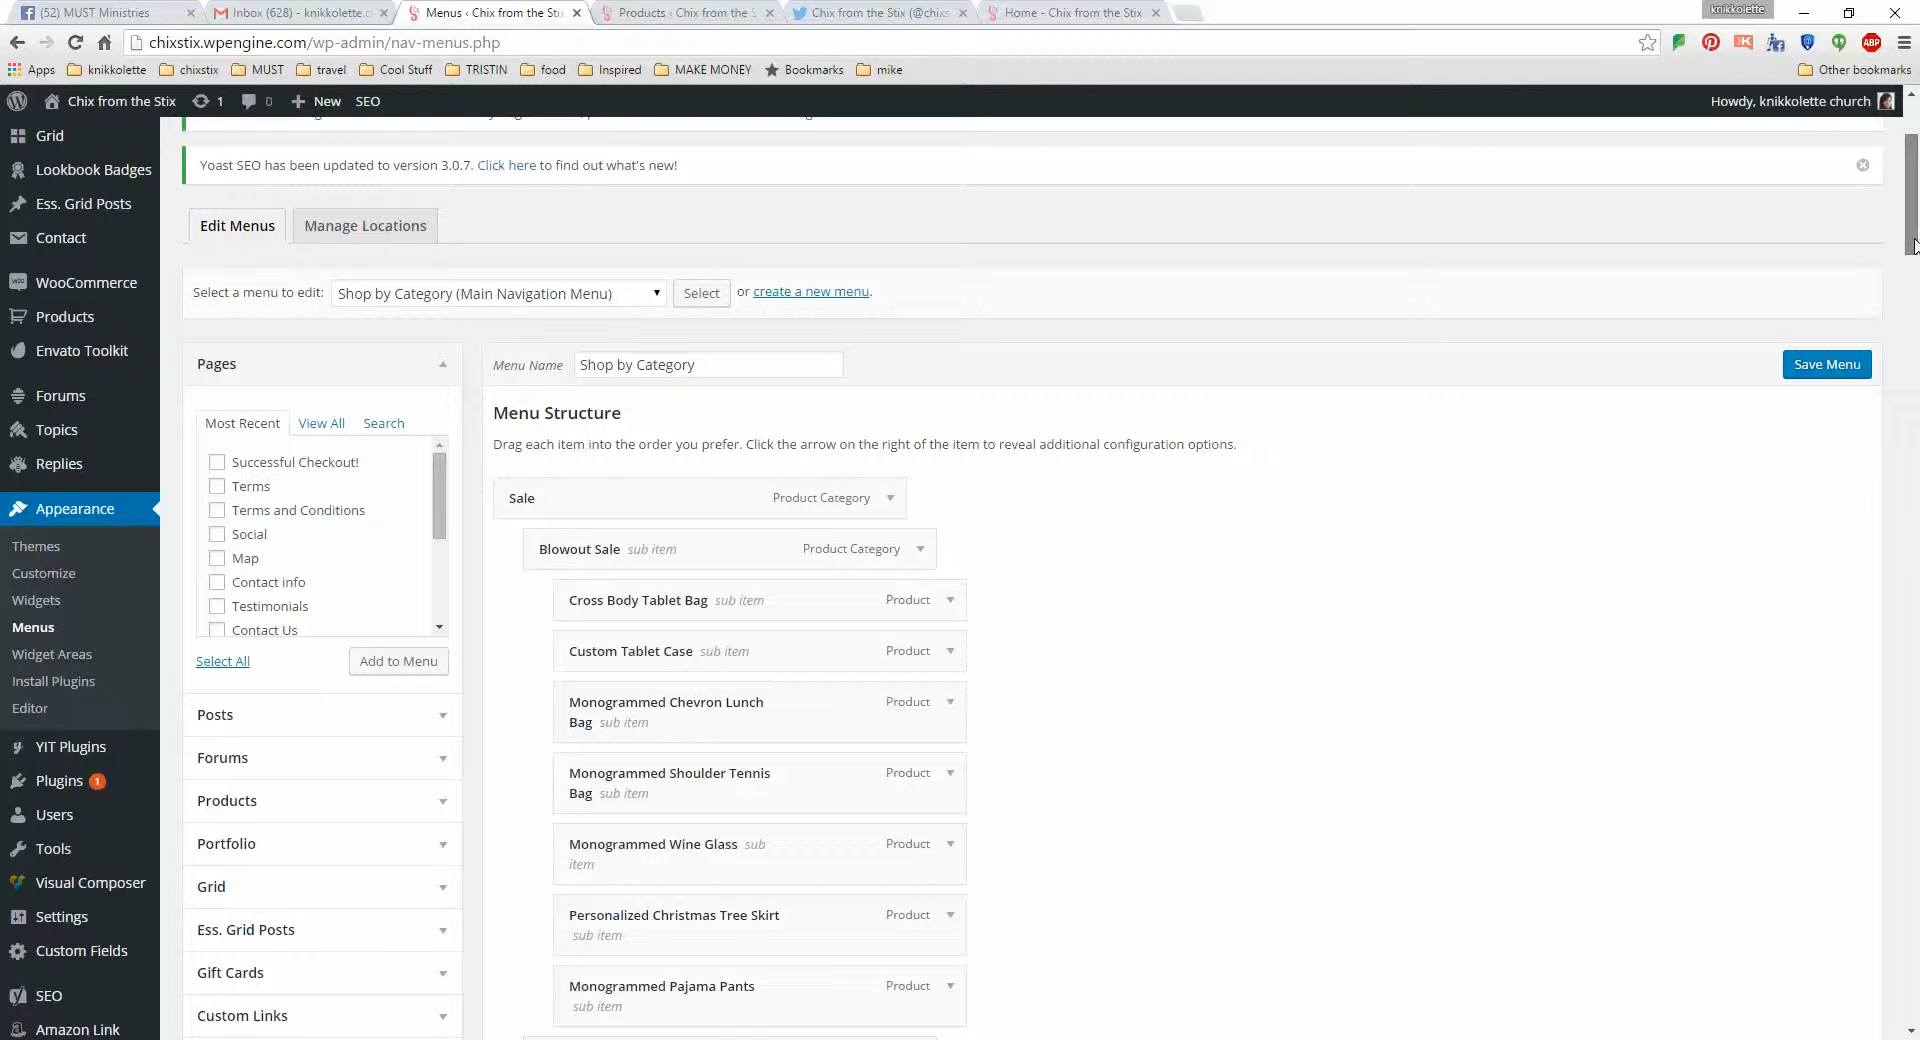 (52) MUST Ministries
Inbox (628) - knikkolette.c
Menus ‹ Chix from the Stix
Products ‹ Chix from the S
Chix from the Stix (@chixs
Home - Chix from the Stix
knikkolette
chixstix.wpengine.com/wp-admin/nav-menus.php
Apps knikkolette chixstix MUST travel Cool Stuff TRISTIN food Inspired MAKE MONEY Bookmarks mike Other bookmarks
Chix from the Stix 1 0 New SEO Howdy, knikkolette church
Grid
Lookbook Badges
Ess. Grid Posts
Contact
WooCommerce
Products
Envato Toolkit
Forums
Topics
Replies
Appearance
Themes
Customize
Widgets
Menus
Widget Areas
Install Plugins
Editor
YIT Plugins
Plugins 1
Users
Tools
Visual Composer
Settings
Custom Fields
SEO
Amazon Link
Yoast SEO has been updated to version 3.0.7. Click here to find out what's new!
Edit Menus Manage Locations
Select a menu to edit: Shop by Category (Main Navigation Menu) Select or create a new menu.
Pages
Most Recent View All Search
Successful Checkout!
Terms
Terms and Conditions
Social
Map
Contact info
Testimonials
Contact Us
Select All Add to Menu
Posts
Forums
Products
Portfolio
Grid
Ess. Grid Posts
Gift Cards
Custom Links
Menu Name Shop by Category Save Menu
Menu Structure
Drag each item into the order you prefer. Click the arrow on the right of the item to reveal additional configuration options.
Sale Product Category
Blowout Sale sub item Product Category
Cross Body Tablet Bag sub item Product
Custom Tablet Case sub item Product
Monogrammed Chevron Lunch Product
Bag sub item
Monogrammed Shoulder Tennis Product
Bag sub item
Monogrammed Wine Glass sub Product
item
Personalized Christmas Tree Skirt Product
sub item
Monogrammed Pajama Pants Product
sub item
ABP